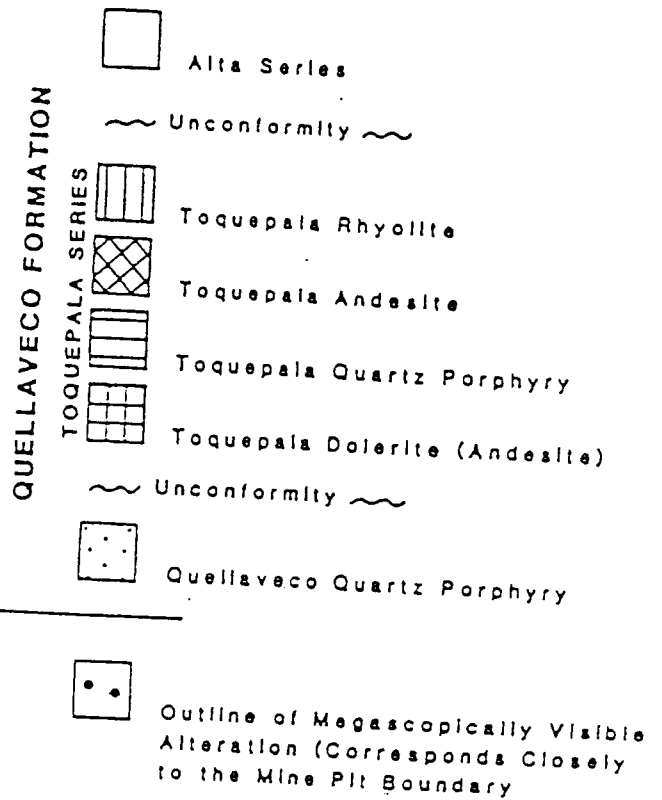 Alta Series
Unconformity
QUELLAVECO FORMATION
TOQUEPALA SERIES
Toquepala Rhyolite
Toquepala Andesite
Toquepala Quartz Porphyry
Toquepala Dolerite (Andesite)
Unconformity
Quellaveco Quartz Porphyry
Outline of Megascopically Visible
Alteration (Corresponds Closely
to the Mine Pit Boundary